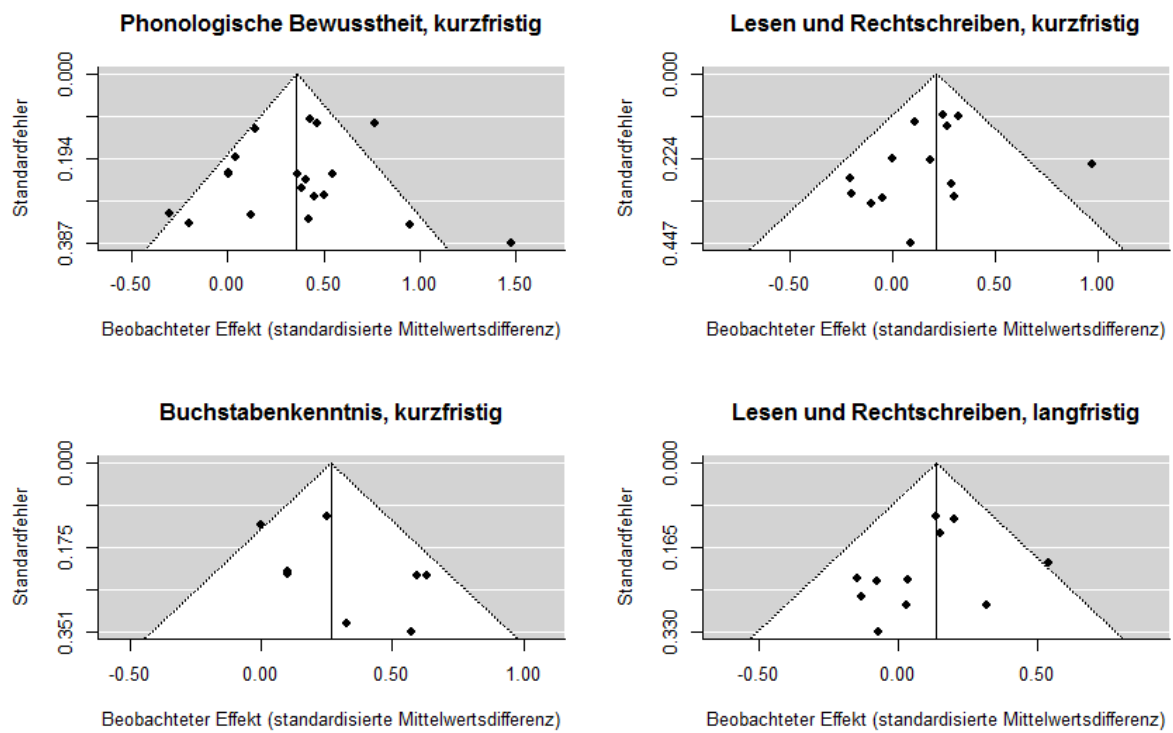 Phonologische Bewusstheit, kurzfristig
Standardfehler
0.000
0.194
0.387
-0.50 0.00 0.50 1.00 1.50
Beobachteter Effekt (standardisierte Mittelwertsdifferenz)
Lesen und Rechtschreiben, kurzfristig
Standardfehler
0.000
0.224
0.447
-0.50 0.00 0.50 1.00
Beobachteter Effekt (standardisierte Mittelwertsdifferenz)
Buchstabenkenntnis, kurzfristig
Standardfehler
0.000
0.175
0.351
-0.50 0.00 0.50 1.00
Beobachteter Effekt (standardisierte Mittelwertsdifferenz)
Lesen und Rechtschreiben, langfristig
Standardfehler
0.000
0.165
0.330
-0.50 0.00 0.50
Beobachteter Effekt (standardisierte Mittelwertsdifferenz)